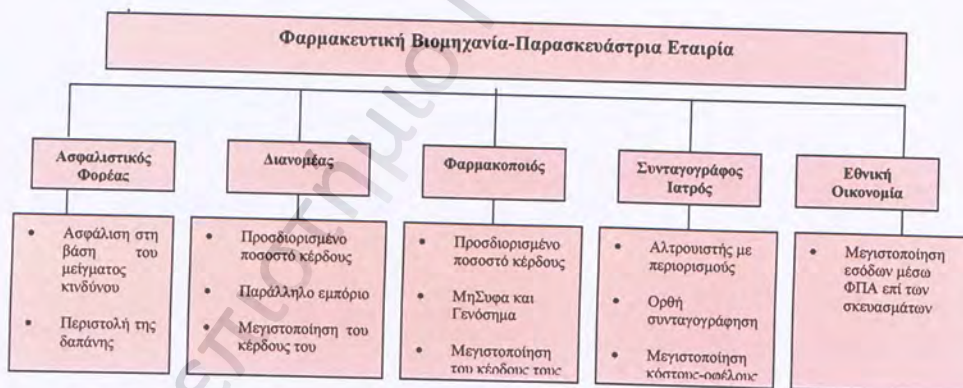 Φαρμακευτική Βιομηχανία-Παρασκευάστρια Εταιρία
Ασφαλιστικός
Φορέας
Διανομέας
Φαρμακοποιός
Συνταγογράφος
Ιατρός
Εθνική
Οικονομία
• Ασφάλιση στη
βάση του
μείγματος
κινδύνου
• Περιστολή της
δαπάνης
• Προσδιορισμένο
ποσοστό κέρδους
• Παράλληλο εμπόριο
• Μεγιστοποίηση του
κέρδους του
• Προσδιορισμένο
ποσοστό κέρδους
• ΜηΣυφα και
Γενόσημα
• Μεγιστοποίηση
του κέρδους τους
• Αλτρουιστής με
περιορισμούς
• Ορθή
συνταγογράφηση
• Μεγιστοποίηση
κόστους-οφέλους
• Μεγιστοποίηση
εσόδων μέσω
ΦΠΑ επί των
σκευασμάτων